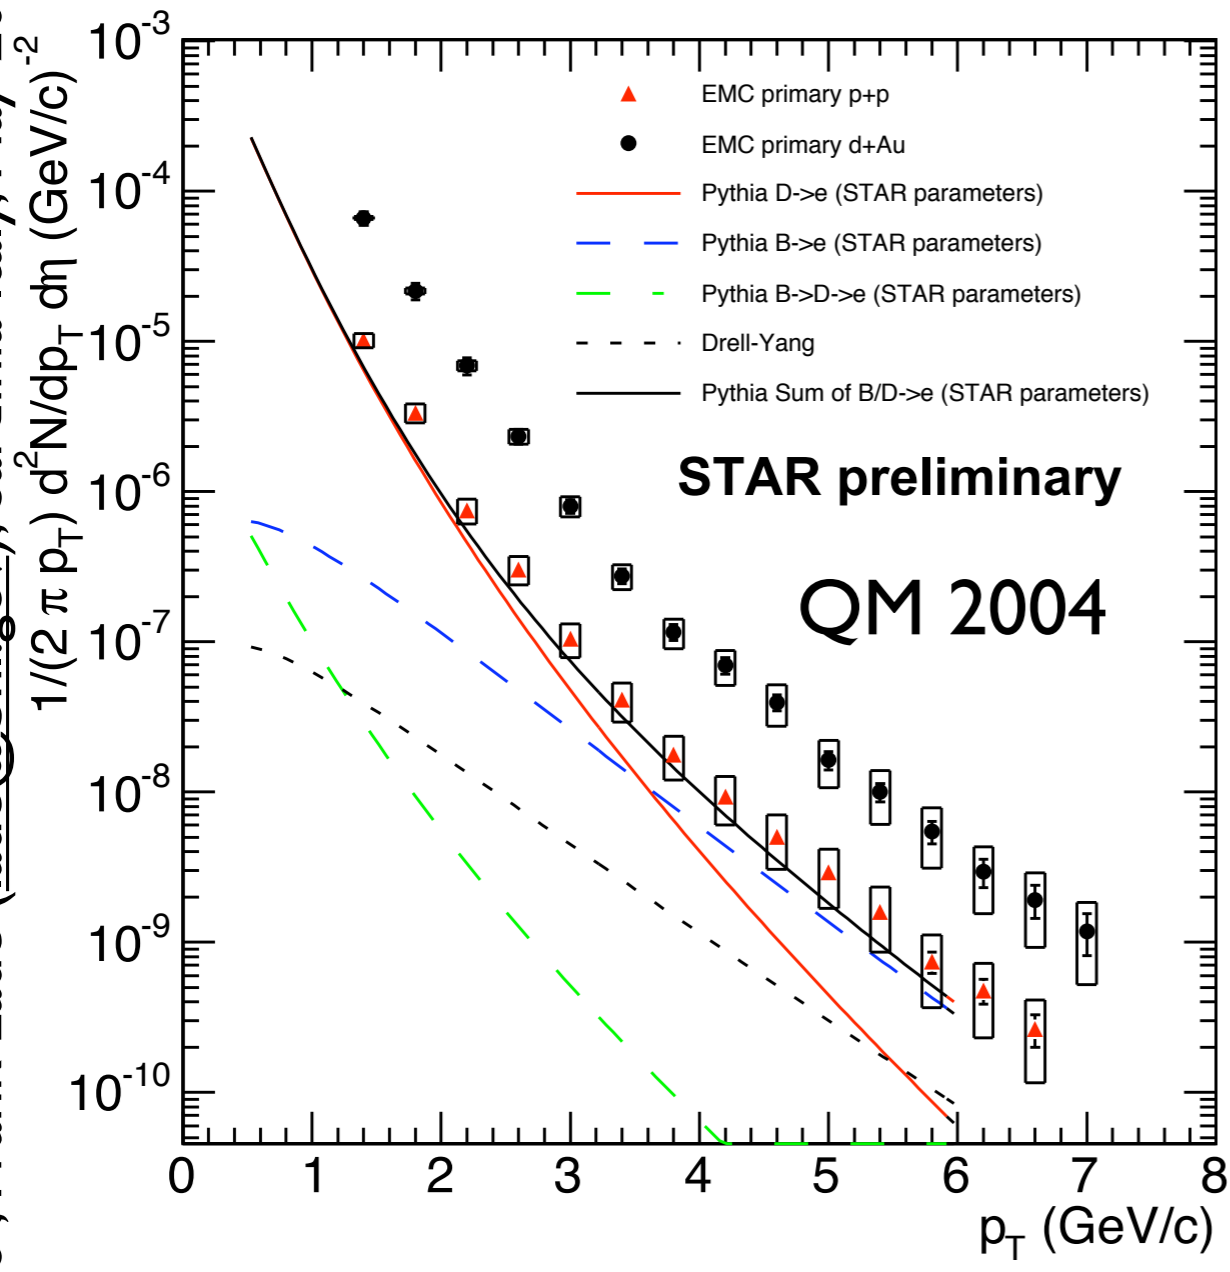 1/(2 π p_T) d^2N/dp_T dη (GeV/c)^-2
10^-3
10^-4
10^-5
10^-6
10^-7
10^-8
10^-9
10^-10
EMC primary p+p
EMC primary d+Au
Pythia D->e (STAR parameters)
Pythia B->e (STAR parameters)
Pythia B->D->e (STAR parameters)
Drell-Yang
Pythia Sum of B/D->e (STAR parameters)
STAR preliminary
QM 2004
0 1 2 3 4 5 6 7 8
p_T (GeV/c)